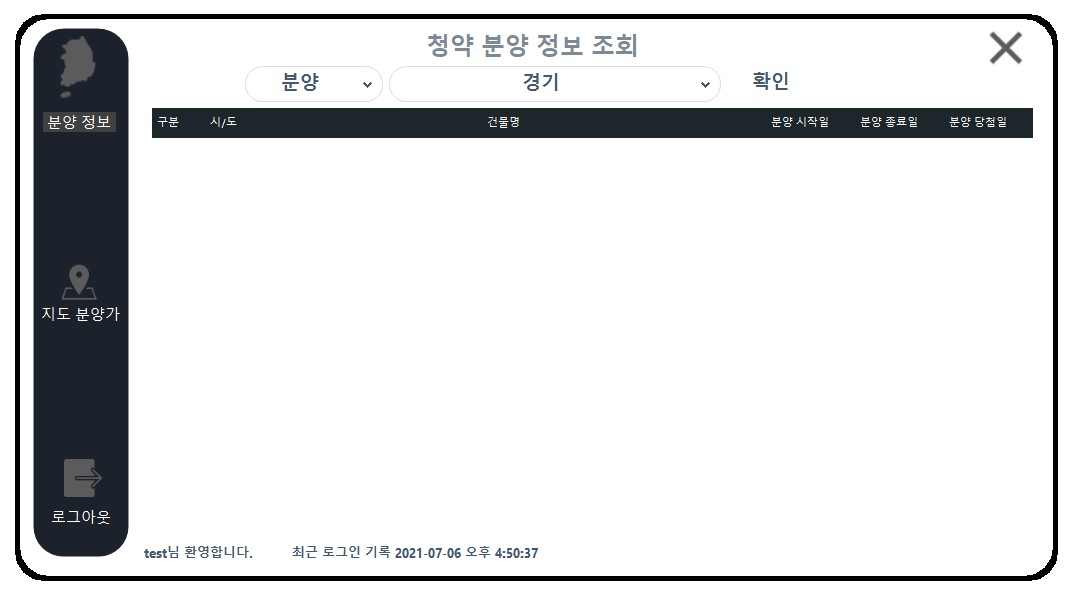 청약 분양 정보 조회
분양 경기 확인
구분 시/도 건물명 분양 시작일 분양 종료일 분양 당첨일
분양 정보
지도 분양가
로그아웃
test님 환영합니다. 최근 로그인 기록 2021-07-06 오후 4:50:37